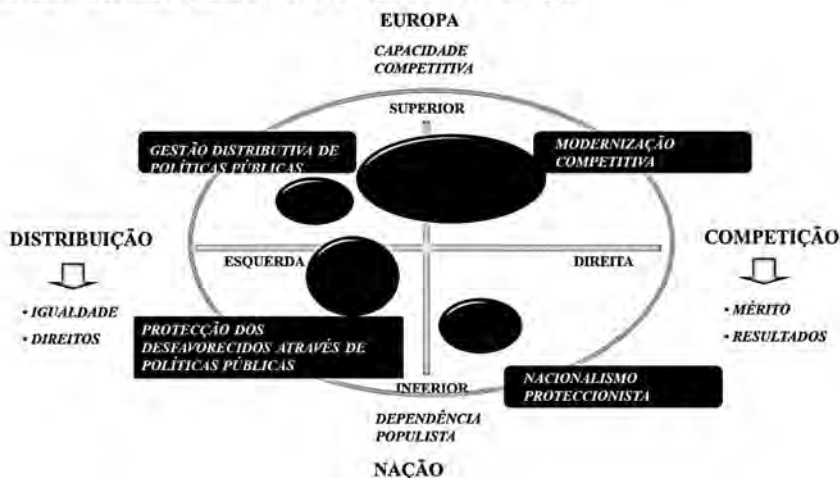 EUROPA
CAPACIDADE
COMPETITIVA
SUPERIOR
GESTÃO DISTRIBUTIVA DE
POLÍTICAS PÚBLICAS
MODERNIZAÇÃO
COMPETITIVA
DISTRIBUIÇÃO
• IGUALDADE
• DIREITOS
ESQUERDA
DIREITA
COMPETIÇÃO
• MÉRITO
• RESULTADOS
PROTECÇÃO DOS
DESFAVORECIDOS ATRAVÉS DE
POLÍTICAS PÚBLICAS
INFERIOR
NACIONALISMO
PROTECCIONISTA
DEPENDÊNCIA
POPULISTA
NAÇÃO